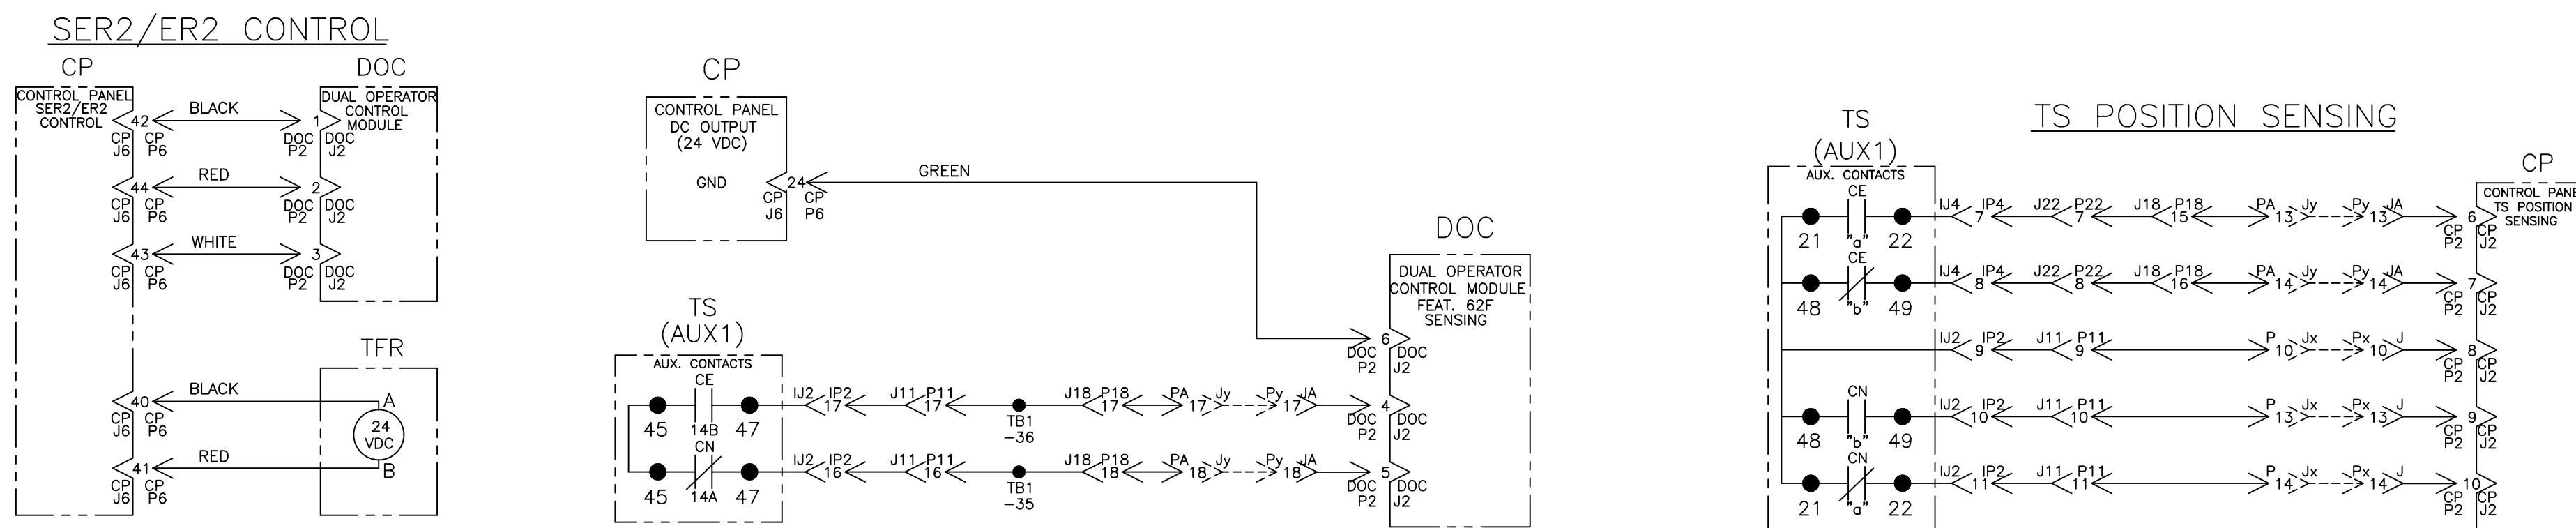 SER2/ER2 CONTROL
CP
DOC
CONTROL PANEL
SER2/ER2
CONTROL
DUAL OPERATOR
CONTROL
MODULE
42 BLACK 1
CP CP DOC DOC
J6 P6 P2 J2
44 RED 2
CP CP DOC DOC
J6 P6 P2 J2
43 WHITE 3
CP CP DOC DOC
J6 P6 P2 J2
TFR
40 BLACK A
CP CP
J6 P6
24
VDC
41 RED B
CP CP
J6 P6
CP
CONTROL PANEL
DC OUTPUT
(24 VDC)
GND 24 GREEN
CP CP
J6 P6
DOC
DUAL OPERATOR
CONTROL MODULE
FEAT. 62F
SENSING
6
DOC DOC
P2 J2
TS
(AUX1)
AUX. CONTACTS
CE
IJ2 IP2 J11 P11 J18 P18 PA Jy Py JA
17 17 17 17 17 4
45 14B 47
TB1
-36
DOC DOC
P2 J2
CN
IJ2 IP2 J11 P11 J18 P18 PA Jy Py JA
16 16 18 18 18 5
45 14A 47
TB1
-35
DOC DOC
P2 J2
TS POSITION SENSING
TS
(AUX1)
AUX. CONTACTS
CP
CONTROL PANE
TS POSITION
SENSING
CE
IJ4 IP4 J22 P22 J18 P18 PA Jy Py JA
7 7 15 13 13 6
21 "a" 22
CP CP
P2 J2
CE
IJ4 IP4 J22 P22 J18 P18 PA Jy Py JA
8 8 16 14 14 7
48 "b" 49
CP CP
P2 J2
IJ2 IP2 J11 P11 P Jx Px J
9 9 10 10 8
CP CP
P2 J2
CN
IJ2 IP2 J11 P11 P Jx Px J
10 10 13 13 9
48 "b" 49
CP CP
P2 J2
CN
IJ2 IP2 J11 P11 P Jx Px J
11 11 14 14 10
21 "a" 22
CP CP
P2 J2